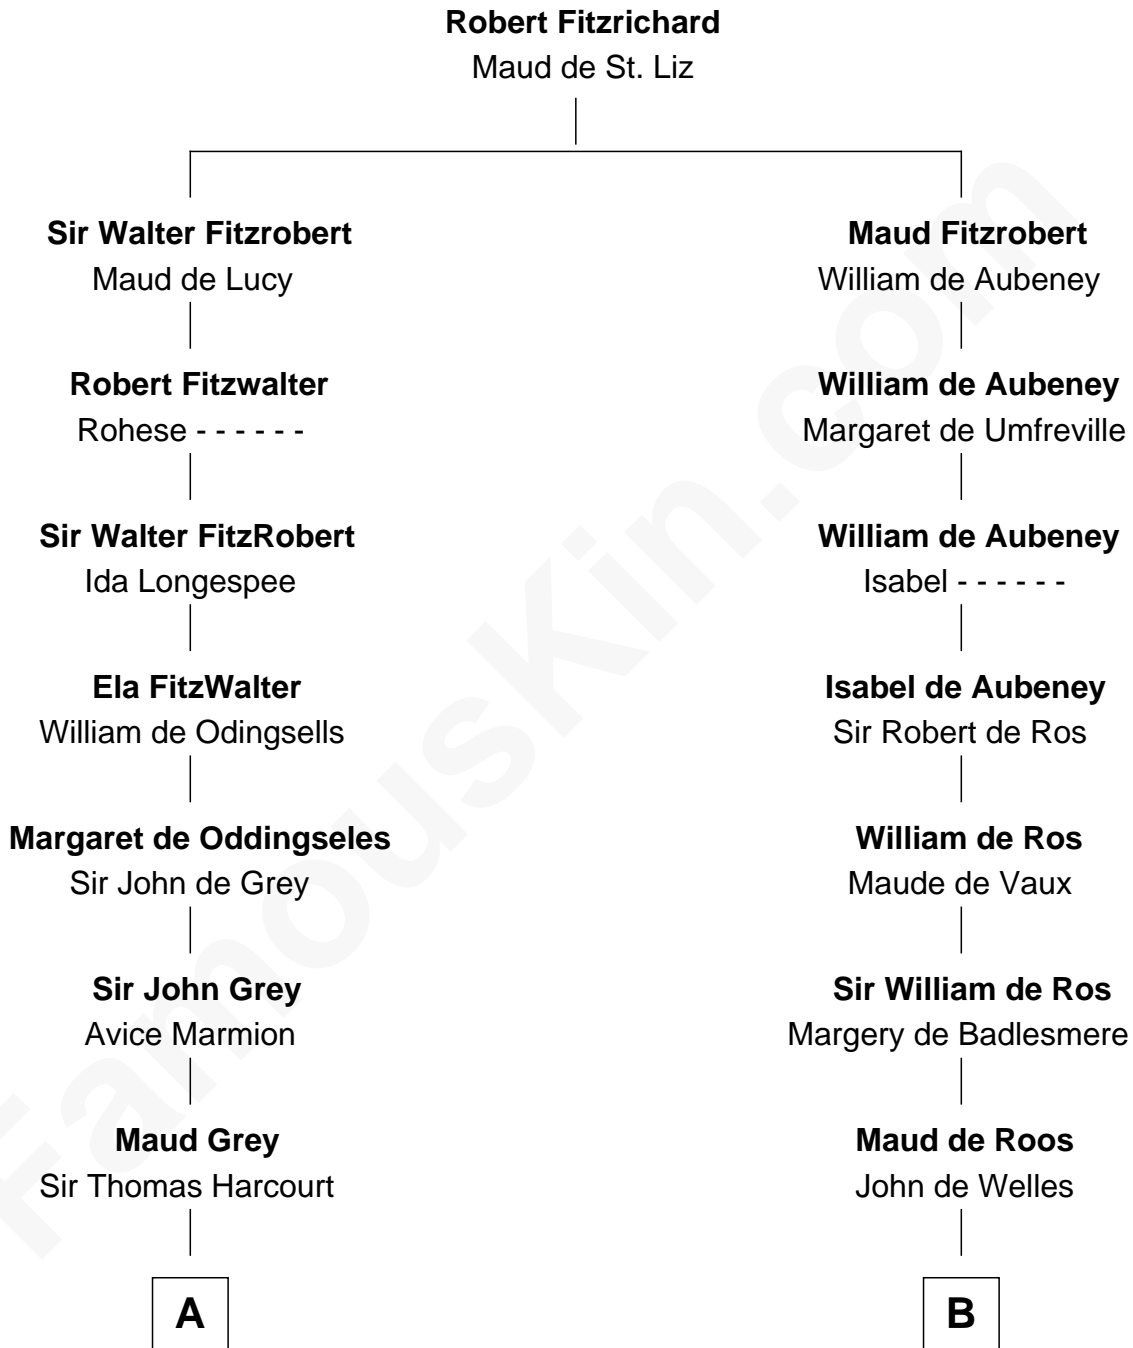 Robert Fitzrichard
Maud de St. Liz
Sir Walter Fitzrobert
Maud de Lucy
Maud Fitzrobert
William de Aubeney
Robert Fitzwalter
Rohese - - - - - -
William de Aubeney
Margaret de Umfreville
Sir Walter FitzRobert
Ida Longespee
William de Aubeney
Isabel - - - - - -
Ela FitzWalter
William de Odingsells
Isabel de Aubeney
Sir Robert de Ros
Margaret de Oddingseles
Sir John de Grey
William de Ros
Maude de Vaux
Sir John Grey
Avice Marmion
Sir William de Ros
Margery de Badlesmere
Maud Grey
Sir Thomas Harcourt
Maud de Roos
John de Welles
A
B
FamousKin.com